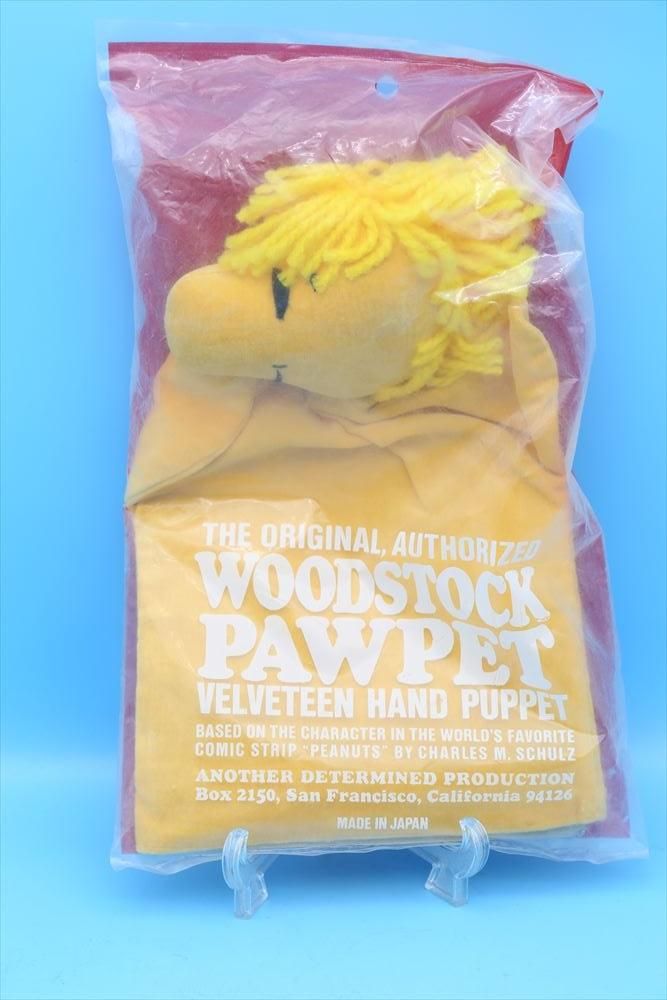 THE ORIGINAL, AUTHORIZED
WOODSTOCK
PAWPET
VELVETEEN HAND PUPPET
BASED ON THE CHARACTER IN THE WORLD'S FAVORITE
COMIC STRIP "PEANUTS" BY CHARLES M. SCHULZ
ANOTHER DETERMINED PRODUCTION
Box 2150, San Francisco, California 94126
MADE IN JAPAN